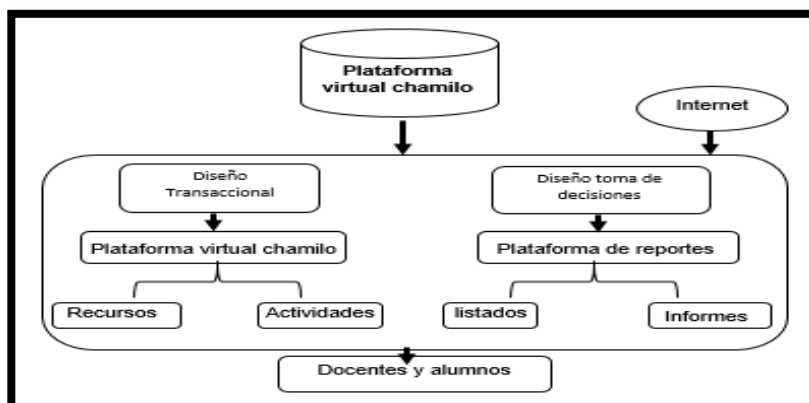 Plataforma
virtual chamilo
Internet
Diseño
Transaccional
Diseño toma de
decisiones
Plataforma virtual chamilo
Plataforma de reportes
Recursos
Actividades
listados
Informes
Docentes y alumnos